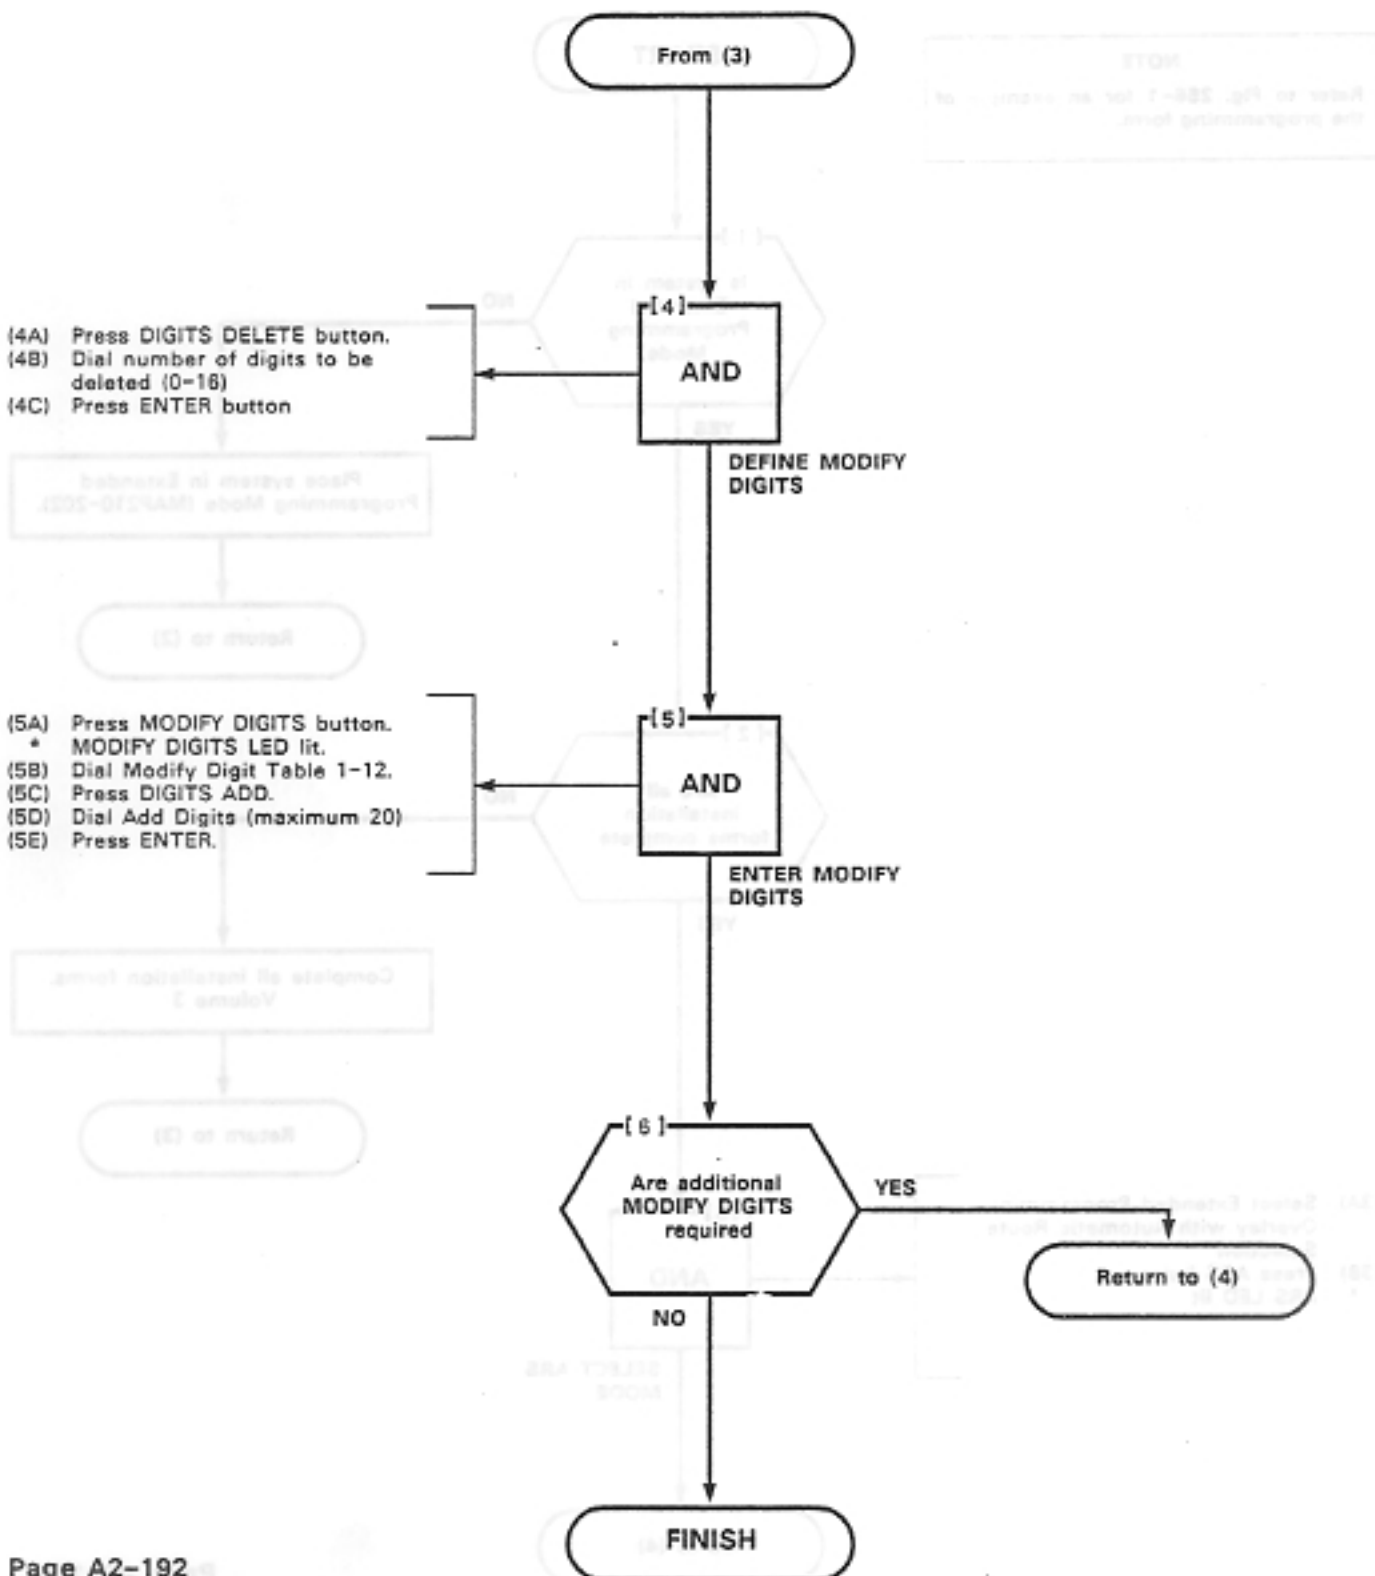 From (3)
[4]
AND
(4A) Press DIGITS DELETE button.
(4B) Dial number of digits to be
deleted (0-16)
(4C) Press ENTER button
DEFINE MODIFY
DIGITS
[5]
AND
(5A) Press MODIFY DIGITS button.
* MODIFY DIGITS LED lit.
(5B) Dial Modify Digit Table 1-12.
(5C) Press DIGITS ADD.
(5D) Dial Add Digits (maximum 20)
(5E) Press ENTER.
ENTER MODIFY
DIGITS
[6]
Are additional
MODIFY DIGITS
required
YES
Return to (4)
NO
FINISH
Page A2-192